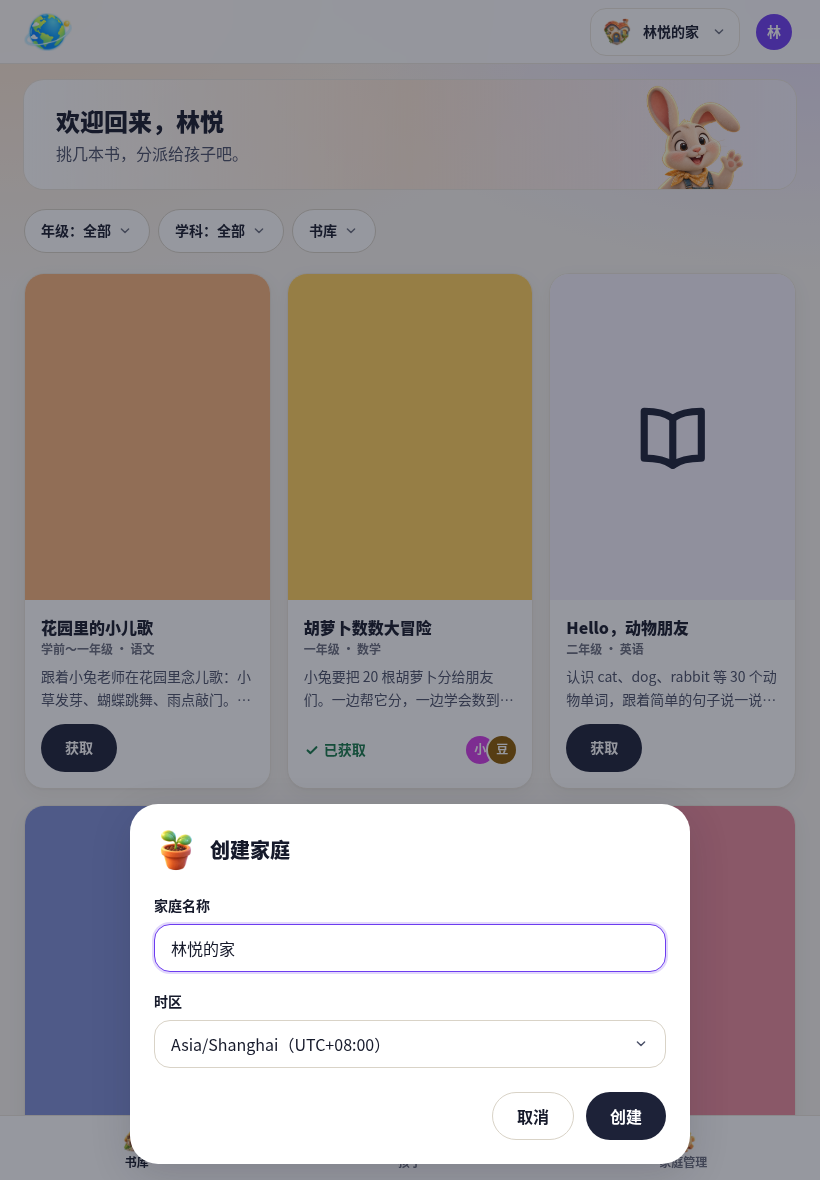 林悦的家
林
欢迎回来，林悦
挑几本书，分派给孩子吧。
年级：全部
学科：全部
书库
花园里的小儿歌
学前～一年级 · 语文
跟着小兔老师在花园里念儿歌：小
草发芽、蝴蝶跳舞、雨点敲门。…
获取
胡萝卜数数大冒险
一年级 · 数学
小兔要把 20 根胡萝卜分给朋友
们。一边帮它分，一边学会数到…
已获取
小
豆
Hello，动物朋友
二年级 · 英语
认识 cat、dog、rabbit 等 30 个动
物单词，跟着简单的句子说一说…
获取
创建家庭
家庭名称
林悦的家
时区
Asia/Shanghai（UTC+08:00）
取消
创建
书库
家庭管理